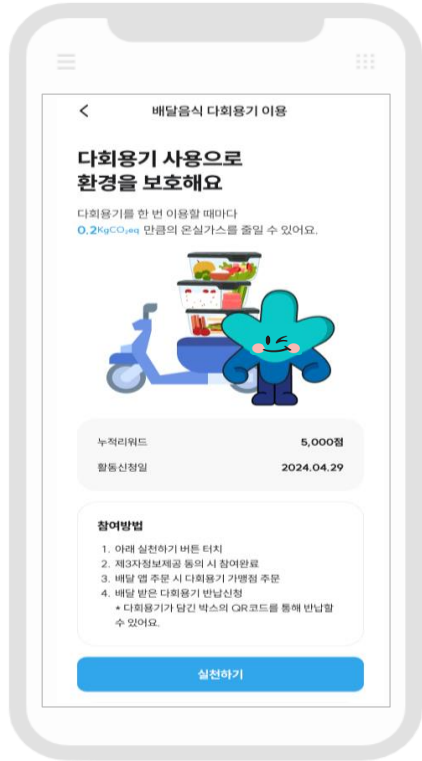 배달음식 다회용기 이용
다회용기 사용으로
환경을 보호해요
다회용기를 한 번 이용할 때마다
0.2KgCO₂eq 만큼의 온실가스를 줄일 수 있어요.
누적리워드 5,000점
활동신청일 2024.04.29
참여방법
1. 아래 실천하기 버튼 터치
2. 제3자정보제공 동의 시 참여완료
3. 배달 앱 주문 시 다회용기 가맹점 주문
4. 배달 받은 다회용기 반납신청
* 다회용기가 담긴 박스의 QR코드를 통해 반납할
수 있어요.
실천하기